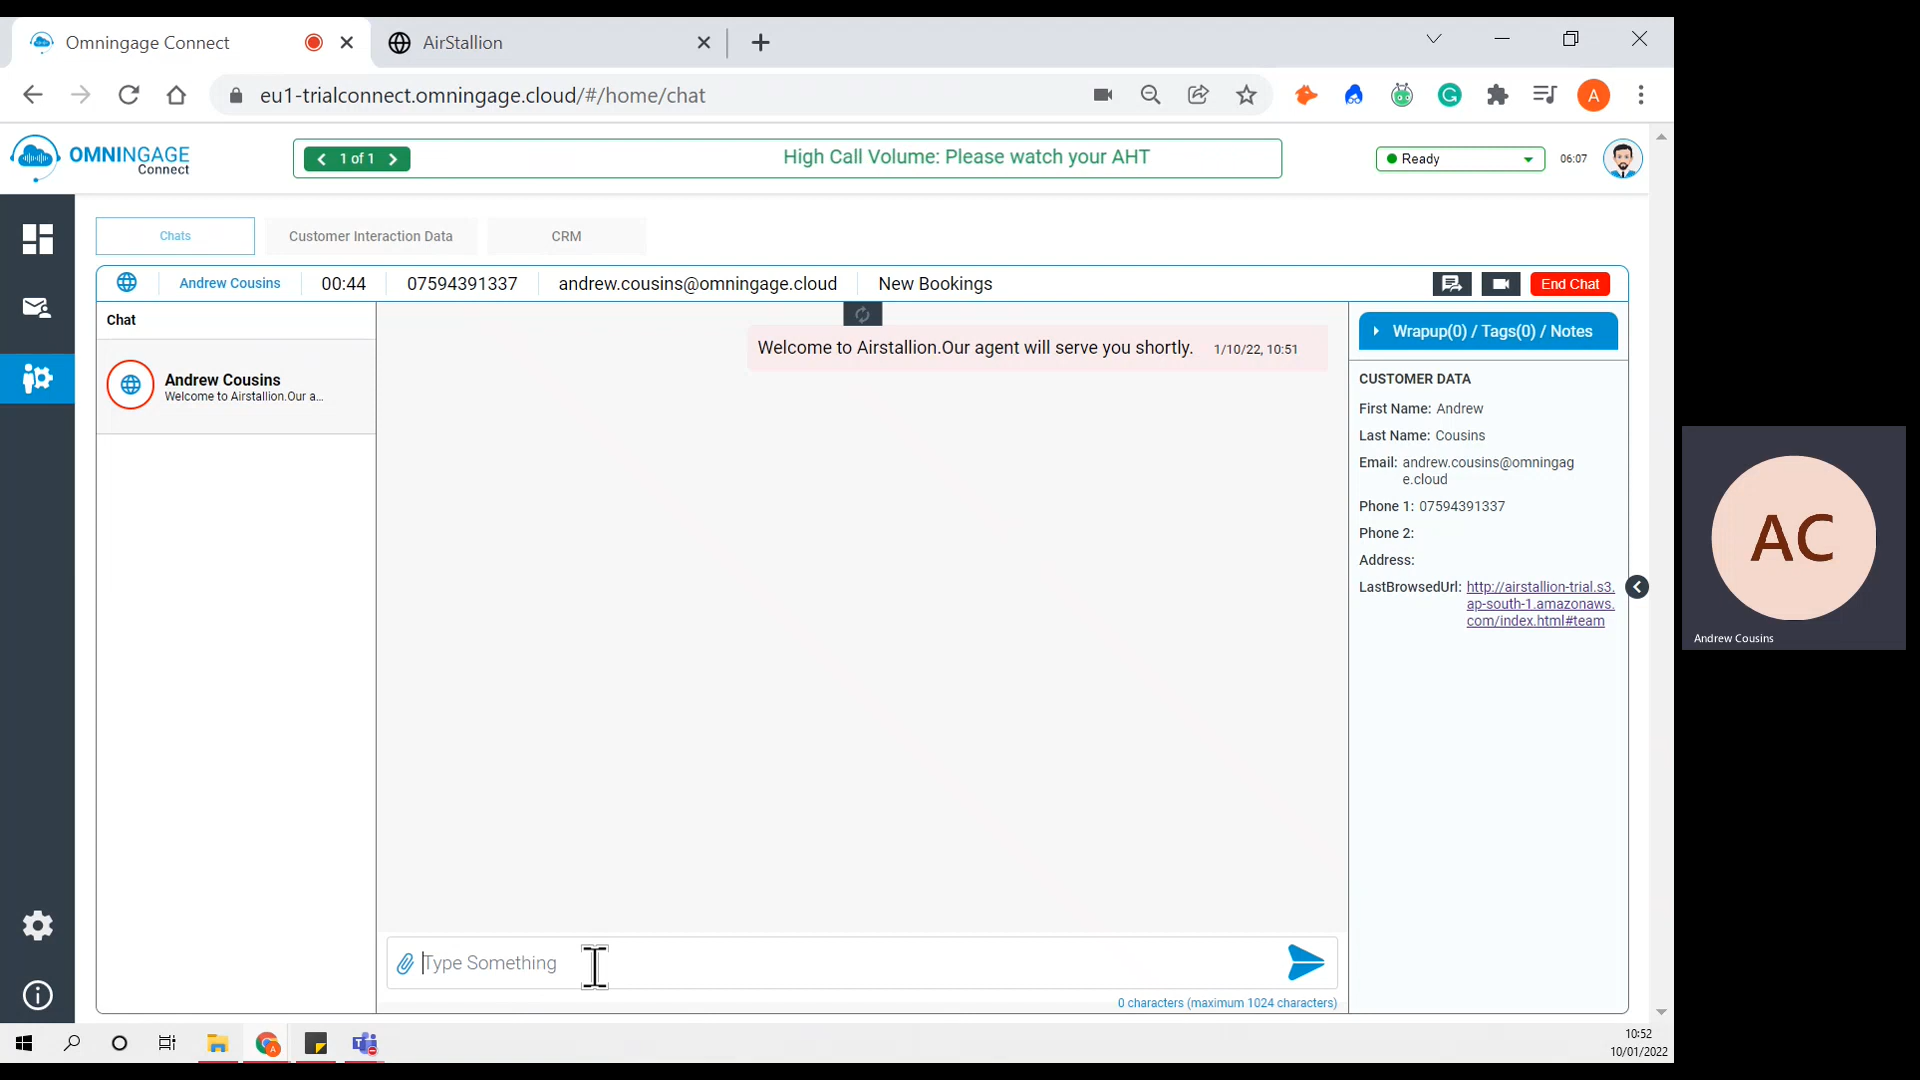 Omningage Connect
AirStallion
eu1-trialconnect.omningage.cloud/#/home/chat
A
OMNINGAGE
Connect
1 of 1
High Call Volume: Please watch your AHT
Ready
06:07
Chats
Customer Interaction Data
CRM
Andrew Cousins
00:44
07594391337
andrew.cousins@omningage.cloud
New Bookings
End Chat
Chat
Andrew Cousins
Welcome to Airstallion.Our a...
Welcome to Airstallion.Our agent will serve you shortly. 1/10/22, 10:51
Wrapup(0) / Tags(0) / Notes
CUSTOMER DATA
First Name: Andrew
Last Name: Cousins
Email: andrew.cousins@omningag
e.cloud
Phone 1: 07594391337
Phone 2:
Address:
LastBrowsedUrl: http://airstallion-trial.s3.
ap-south-1.amazonaws.
com/index.html#team
Type Something
0 characters (maximum 1024 characters)
AC
Andrew Cousins
10:52
10/01/2022